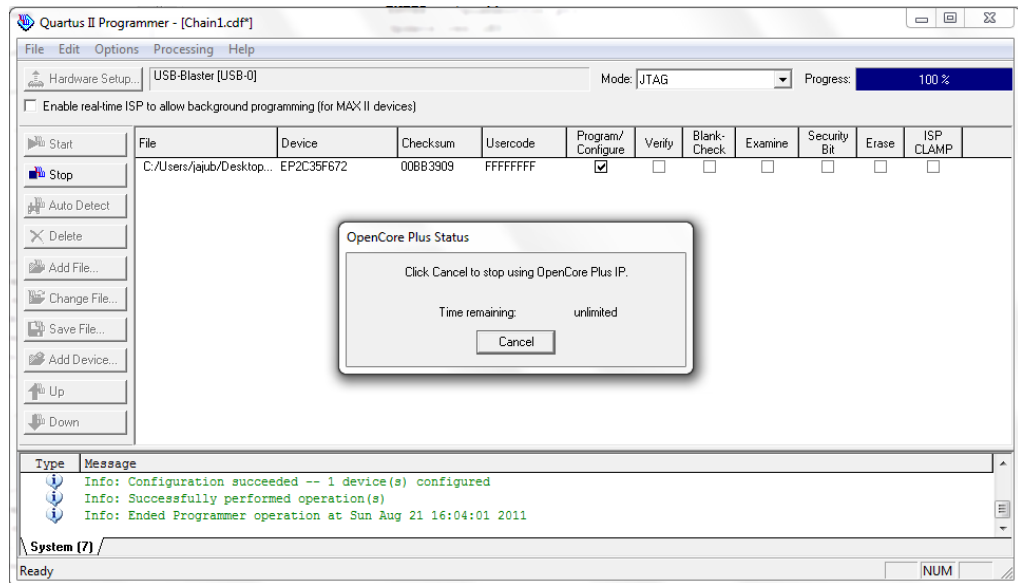 Quartus II Programmer - [Chain1.cdf*]
File Edit Options Processing Help
Hardware Setup... USB-Blaster [USB-0] Mode: JTAG Progress: 100 %
Enable real-time ISP to allow background programming (for MAX II devices)
Start
Stop
Auto Detect
Delete
Add File...
Change File...
Save File...
Add Device...
Up
Down
File Device Checksum Usercode Program/ Configure Verify Blank- Check Examine Security Bit Erase ISP CLAMP
C:/Users/jajub/Desktop... EP2C35F672 00BB3909 FFFFFFFF
OpenCore Plus Status
Click Cancel to stop using OpenCore Plus IP.
Time remaining: unlimited
Cancel
Type Message
Info: Configuration succeeded -- 1 device(s) configured
Info: Successfully performed operation(s)
Info: Ended Programmer operation at Sun Aug 21 16:04:01 2011
System (7)
Ready NUM